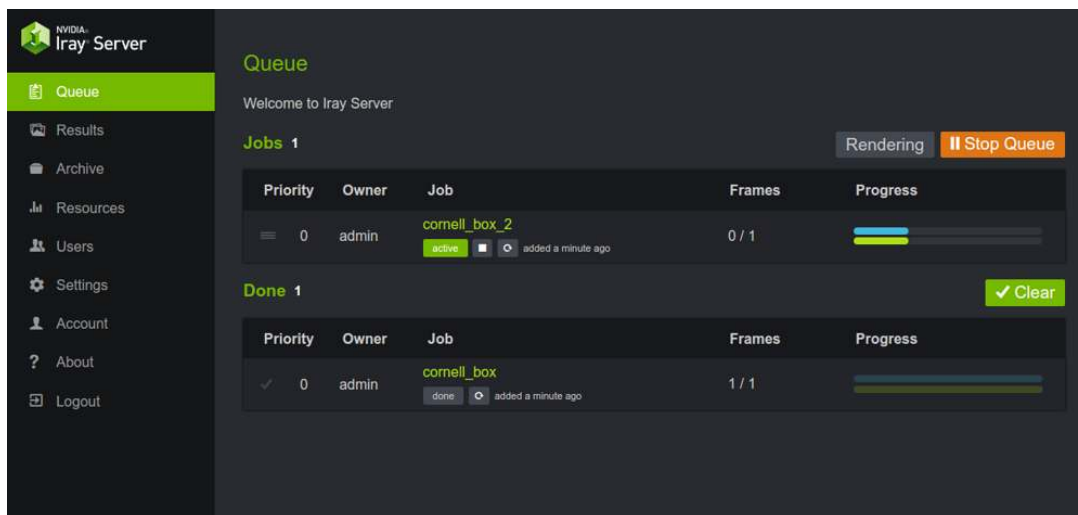 NVIDIA.
Iray Server
Queue
Results
Archive
Resources
Users
Settings
Account
? About
Logout
Queue
Welcome to Iray Server
Jobs 1
Rendering Stop Queue
Priority Owner Job Frames Progress
0 admin cornell_box_2 0 / 1
active added a minute ago
Done 1
Clear
Priority Owner Job Frames Progress
0 admin cornell_box 1 / 1
done added a minute ago